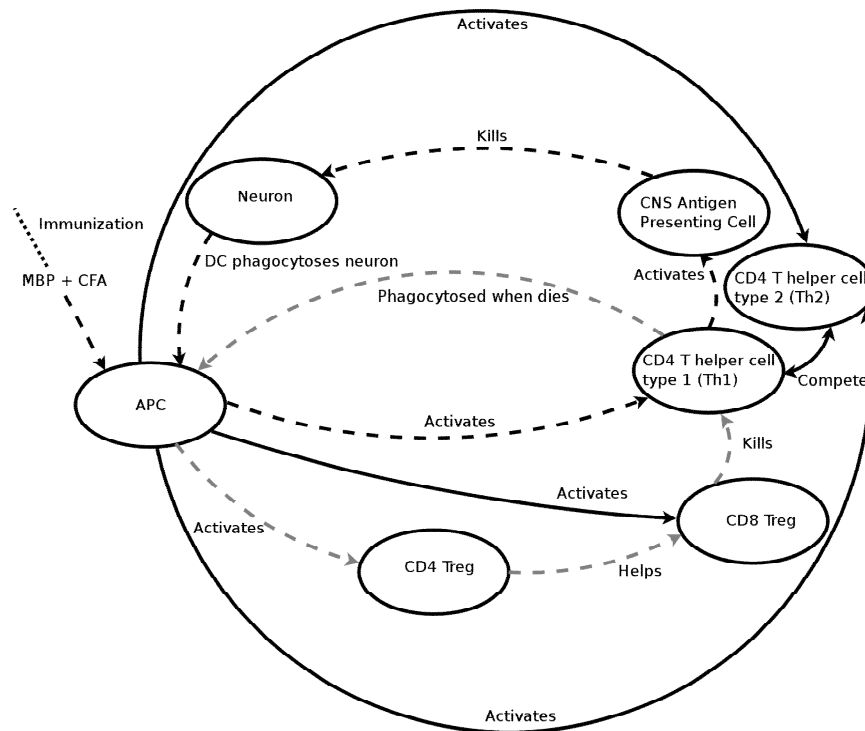 Activates
Kills
Neuron
CNS Antigen
Presenting Cell
Immunization
DC phagocytoses neuron
MBP + CFA
Activates
CD4 T helper cell
type 2 (Th2)
Phagocytosed when dies
CD4 T helper cell
type 1 (Th1)
Compete
APC
Activates
Kills
Activates
CD8 Treg
Activates
CD4 Treg
Helps
Activates